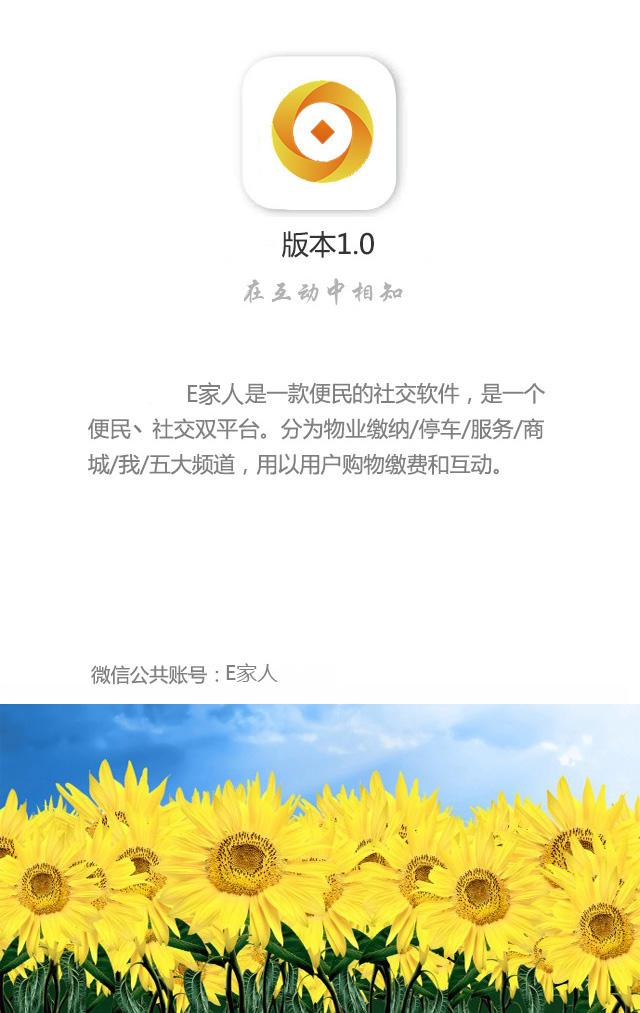 版本1.0
在互动中相知
E家人是一款便民的社交软件，是一个
便民、社交双平台。分为物业缴纳/停车/服务/商
城/我/五大频道，用以用户购物缴费和互动。
微信公共账号：E家人